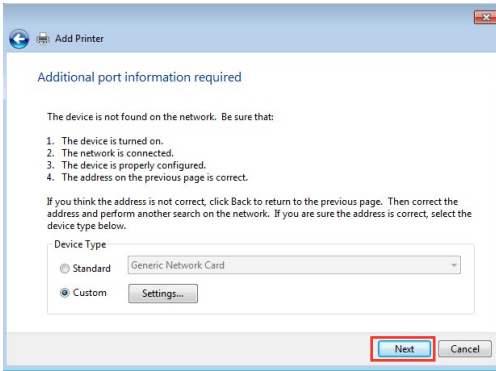 Add Printer
Additional port information required
The device is not found on the network. Be sure that:
1. The device is turned on.
2. The network is connected.
3. The device is properly configured.
4. The address on the previous page is correct.
If you think the address is not correct, click Back to return to the previous page. Then correct the
address and perform another search on the network. If you are sure the address is correct, select the
device type below.
Device Type
Standard Generic Network Card
Custom Settings...
Next Cancel